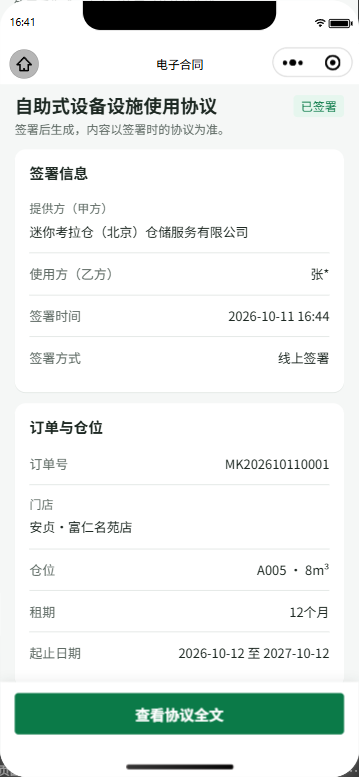 16:41
电子合同
自助式设备设施使用协议
已签署
签署后生成，内容以签署时的协议为准。
签署信息
提供方（甲方）
迷你考拉仓（北京）仓储服务有限公司
使用方（乙方） 张*
签署时间 2026-10-11 16:44
签署方式 线上签署
订单与仓位
订单号 MK202610110001
门店
安贞·富仁名苑店
仓位 A005 · 8m³
租期 12个月
起止日期 2026-10-12 至 2027-10-12
查看协议全文